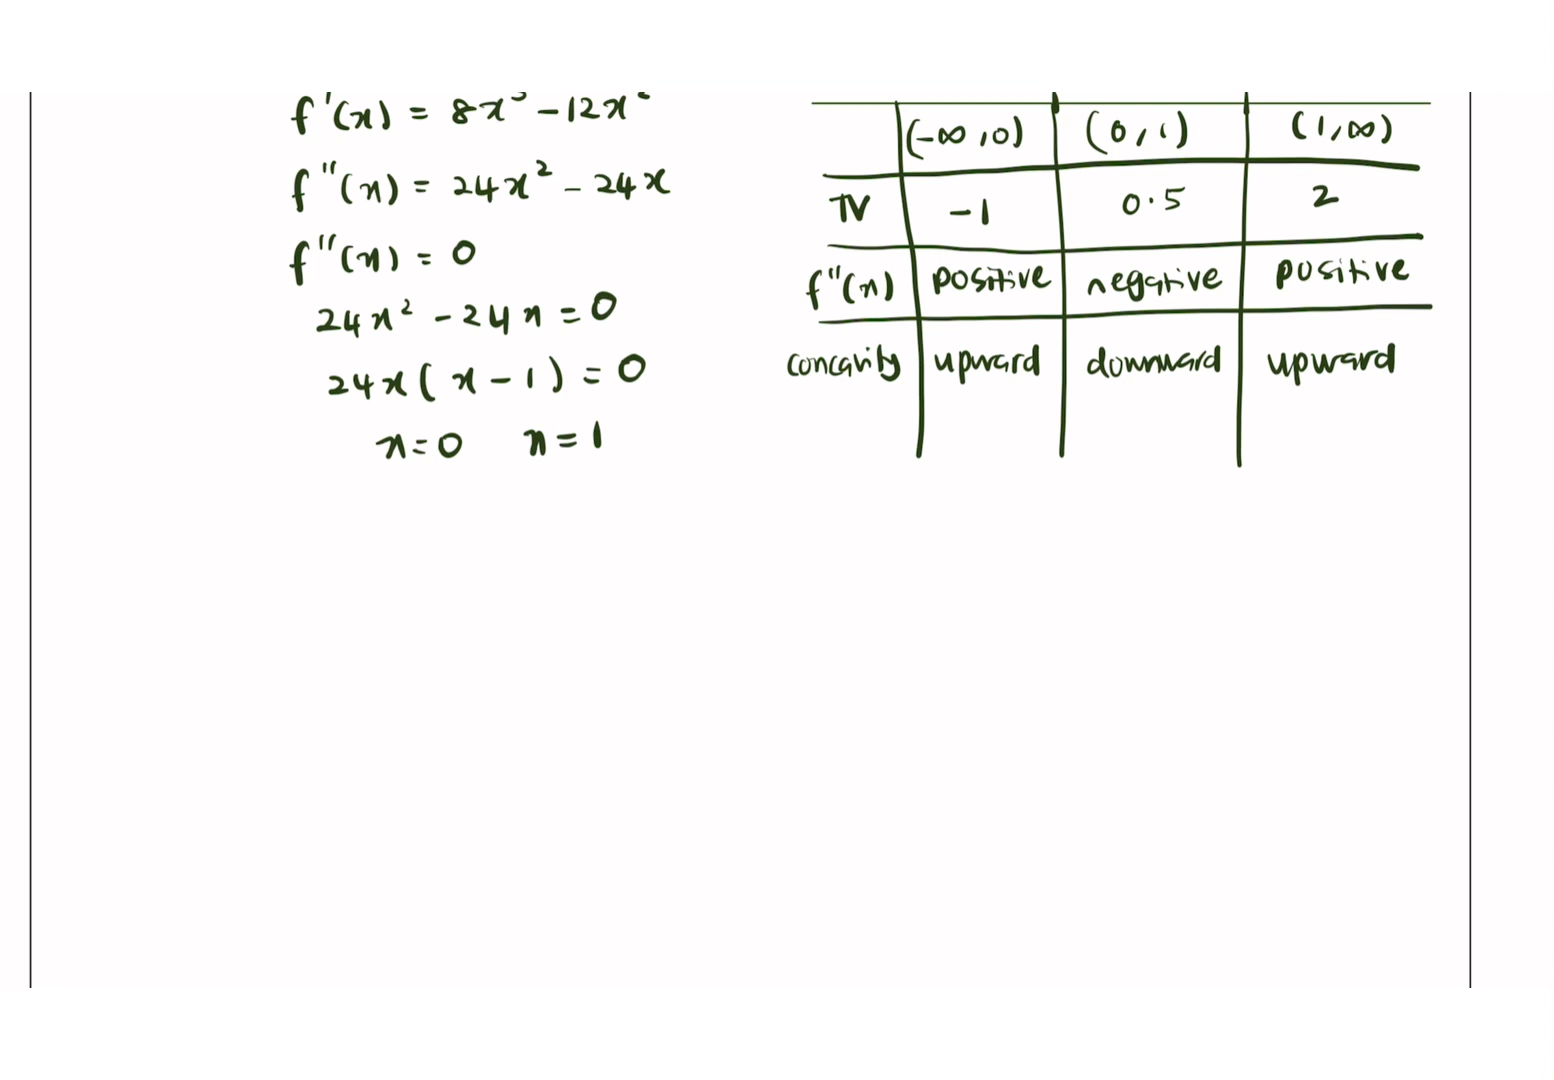 f'(x) = 8x³ - 12x²
f''(x) = 24x² - 24x
f''(x) = 0
24x² - 24x = 0
24x(x - 1) = 0
x = 0 x = 1
(-∞, 0) (0, 1) (1, ∞)
TV -1 0.5 2
f''(x) positive negative positive
concavity upward downward upward